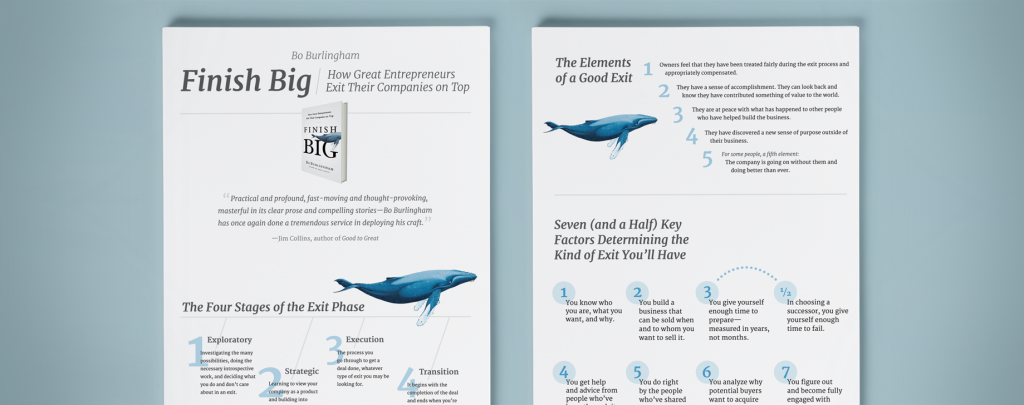 Bo Burlingham
Finish Big
How Great Entrepreneurs
Exit Their Companies on Top
FINISH
BIG
BO BURLINGHAM
“Practical and profound, fast-moving and thought-provoking,
masterful in its clear prose and compelling stories—Bo Burlingham
has once again done a tremendous service in deploying his craft.”
—Jim Collins, author of Good to Great
The Four Stages of the Exit Phase
1 Exploratory
Investigating the many
possibilities, doing the
necessary introspective
work, and deciding what
you do and don't care
about in an exit.
2 Strategic
Learning to view your
company as a product
and building into
3 Execution
The process you
go through to get a
deal done, whatever
type of exit you may be
looking for.
4 Transition
It begins with the
completion of the deal
and ends when you're
The Elements
of a Good Exit
1 Owners feel that they have been treated fairly during the exit process and
appropriately compensated.
2 They have a sense of accomplishment. They can look back and
know they have contributed something of value to the world.
3 They are at peace with what has happened to other people
who have helped build the business.
4 They have discovered a new sense of purpose outside of
their business.
5 For some people, a fifth element:
The company is going on without them and
doing better than ever.
Seven (and a Half) Key
Factors Determining the
Kind of Exit You'll Have
1
You know who
you are, what you
want, and why.
2
You build a
business that
can be sold when
and to whom you
want to sell it.
3
You give yourself
enough time to
prepare—
measured in years,
not months.
1/2
In choosing a
successor, you give
yourself enough
time to fail.
4
You get help
and advice from
people who've
5
You do right
by the people
who've shared
6
You analyze why
potential buyers
want to acquire
7
You figure out
and become fully
engaged with